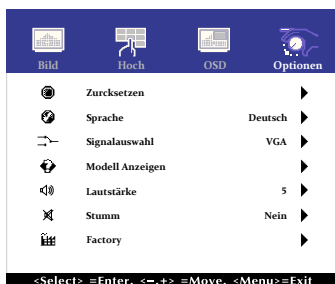 Bild Hoch OSD Optionen
Zurcksetzen
Sprache Deutsch
Signalauswahl VGA
Modell Anzeigen
Lautstärke 5
Stumm Nein
Factory
<Select> =Enter, <−,+> =Move, <Menu>=Exit